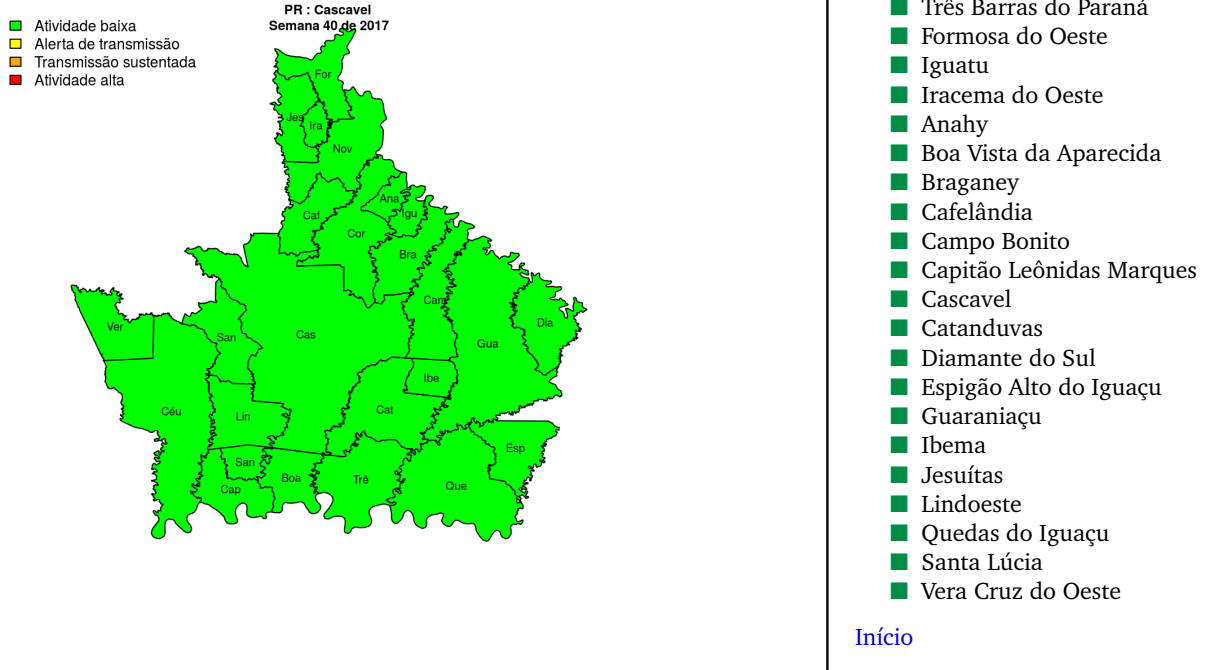 PR : Cascavel
Semana 40 de 2017
Atividade baixa
Alerta de transmissão
Transmissão sustentada
Atividade alta
For
Jes
Ira
Nov
Ana
Igu
Caf
Cor
Bra
Cam
Ver
San
Cas
Gua
Dia
Ibe
Céu
Lin
Cat
San
Cap
Boa
Trê
Que
Esp
Três Barras do Paraná
Formosa do Oeste
Iguatu
Iracema do Oeste
Anahy
Boa Vista da Aparecida
Braganey
Cafelândia
Campo Bonito
Capitão Leônidas Marques
Cascavel
Catanduvas
Diamante do Sul
Espigão Alto do Iguaçu
Guaraniaçu
Ibema
Jesuítas
Lindoeste
Quedas do Iguaçu
Santa Lúcia
Vera Cruz do Oeste
Início